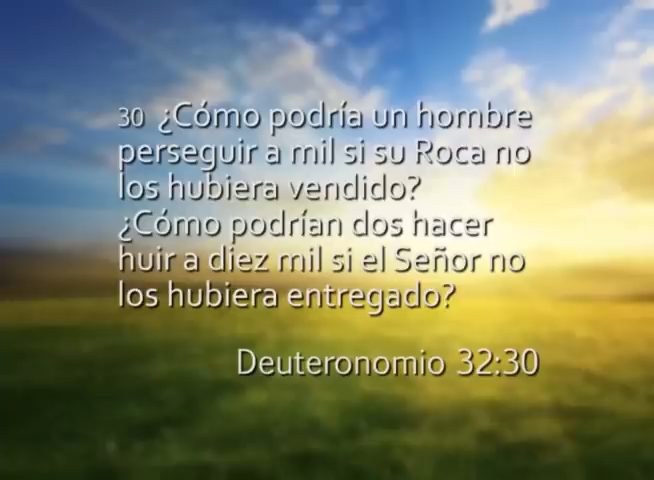 30 ¿Cómo podría un hombre
perseguir a mil si su Roca no
los hubiera vendido?
¿Cómo podrían dos hacer
huir a diez mil si el Señor no
los hubiera entregado?
Deuteronomio 32:30